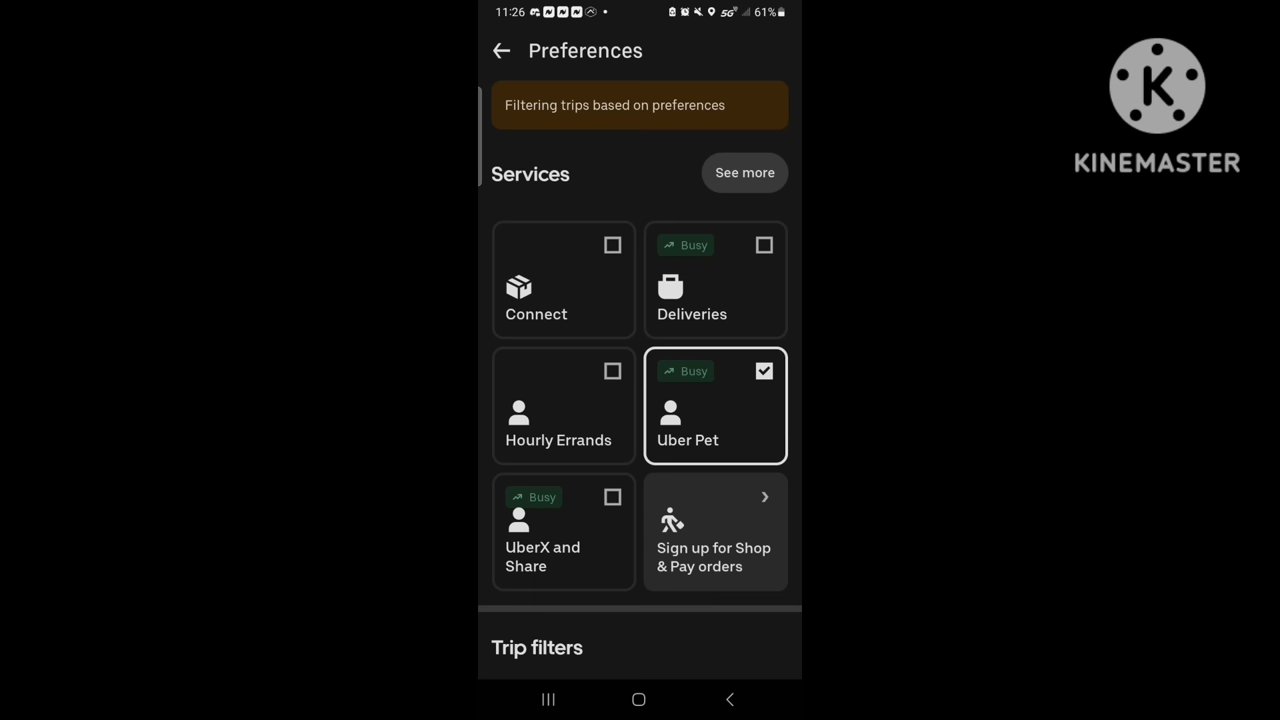 11:26
5G
61%
Preferences
Filtering trips based on preferences
Services
See more
Connect
Busy
Deliveries
Hourly Errands
Busy
Uber Pet
Busy
UberX and
Share
Sign up for Shop
& Pay orders
Trip filters
K
KINEMASTER